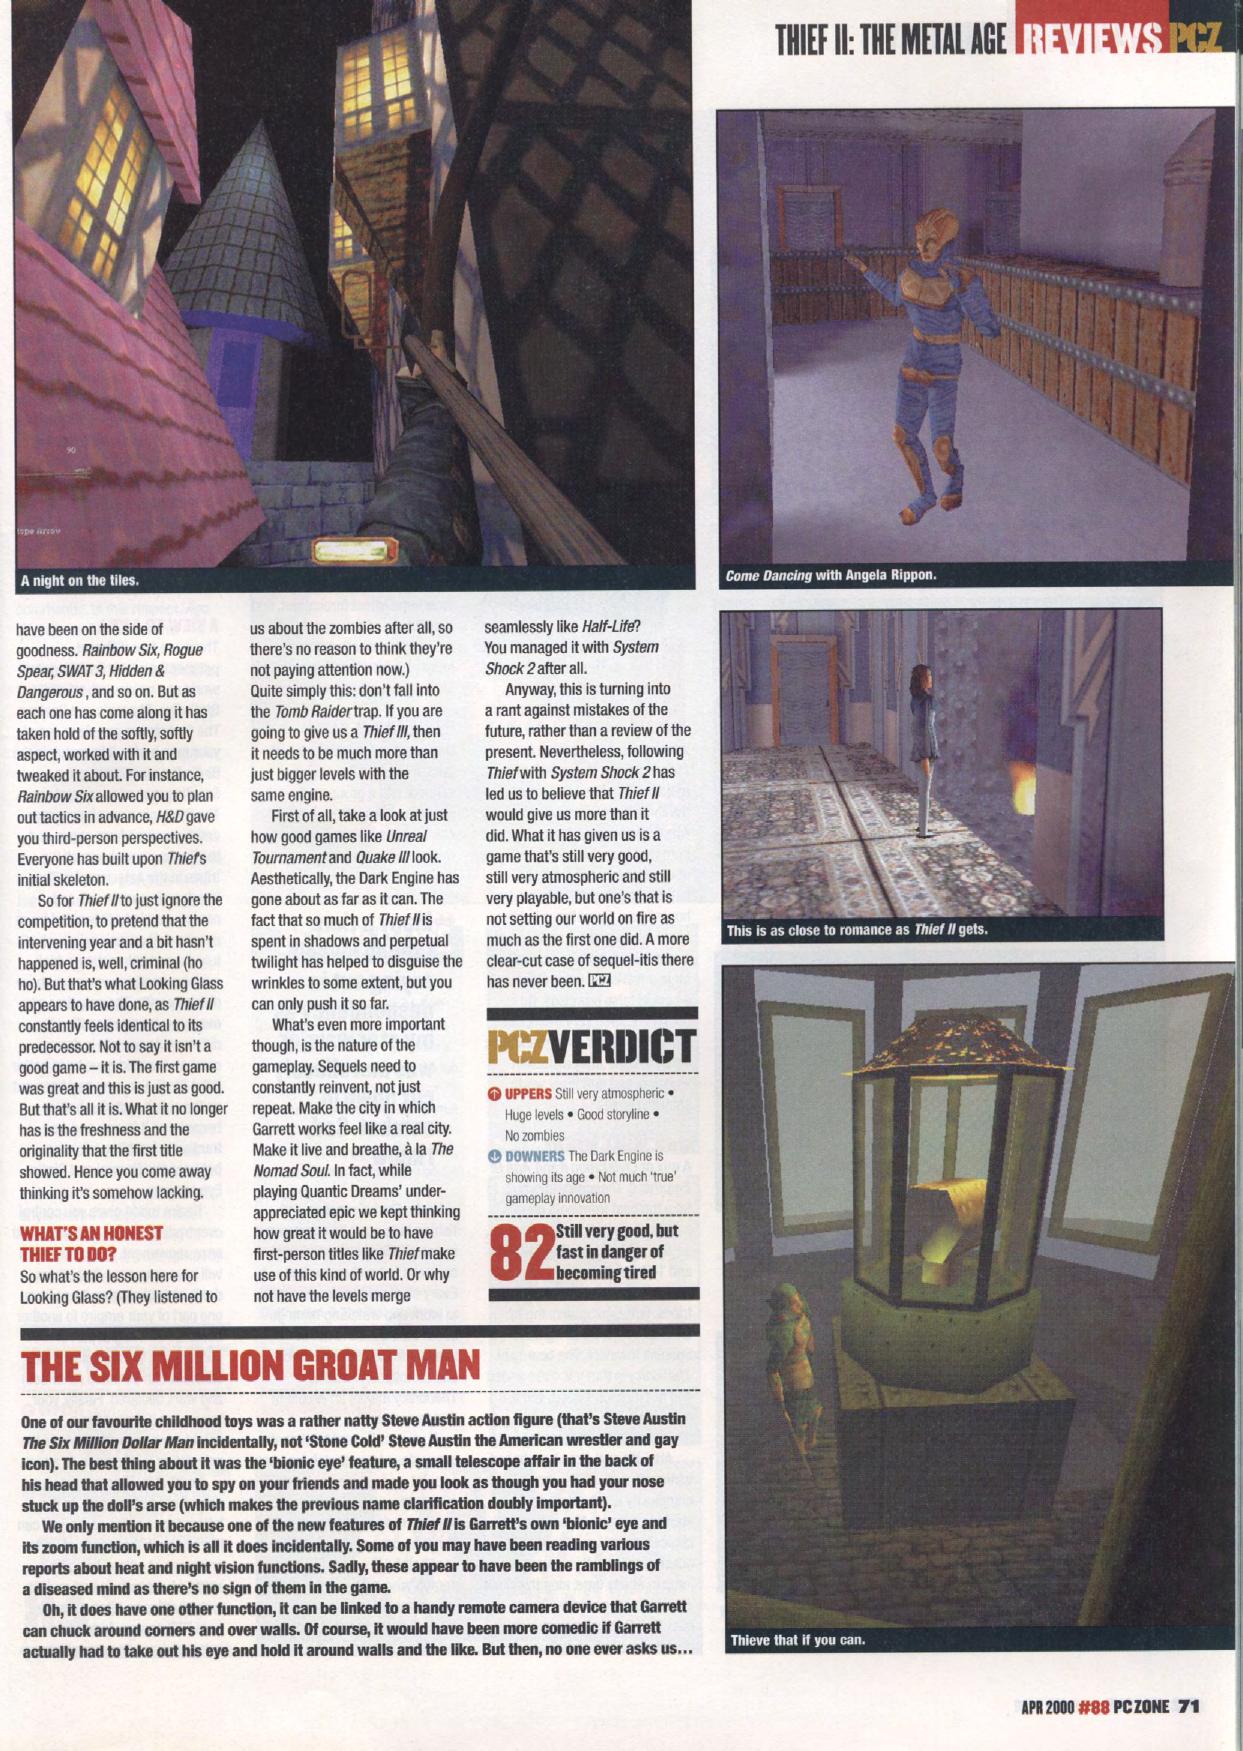 THIEF II: THE METAL AGE REVIEWS PCZ
90
A night on the tiles.
Come Dancing with Angela Rippon.
This is as close to romance as Thief II gets.
Thieve that if you can.
have been on the side of
goodness. Rainbow Six, Rogue
Spear, SWAT 3, Hidden &
Dangerous, and so on. But as
each one has come along it has
taken hold of the softly, softly
aspect, worked with it and
tweaked it about. For instance,
Rainbow Six allowed you to plan
out tactics in advance, H&D gave
you third-person perspectives.
Everyone has built upon Thief's
initial skeleton.
So for Thief II to just ignore the
competition, to pretend that the
intervening year and a bit hasn't
happened is, well, criminal (ho
ho). But that's what Looking Glass
appears to have done, as Thief II
constantly feels identical to its
predecessor. Not to say it isn't a
good game – it is. The first game
was great and this is just as good.
But that's all it is. What it no longer
has is the freshness and the
originality that the first title
showed. Hence you come away
thinking it's somehow lacking.
WHAT'S AN HONEST
THIEF TO DO?
So what's the lesson here for
Looking Glass? (They listened to
us about the zombies after all, so
there's no reason to think they're
not paying attention now.)
Quite simply this: don't fall into
the Tomb Raider trap. If you are
going to give us a Thief III, then
it needs to be much more than
just bigger levels with the
same engine.
First of all, take a look at just
how good games like Unreal
Tournament and Quake III look.
Aesthetically, the Dark Engine has
gone about as far as it can. The
fact that so much of Thief II is
spent in shadows and perpetual
twilight has helped to disguise the
wrinkles to some extent, but you
can only push it so far.
What's even more important
though, is the nature of the
gameplay. Sequels need to
constantly reinvent, not just
repeat. Make the city in which
Garrett works feel like a real city.
Make it live and breathe, à la The
Nomad Soul. In fact, while
playing Quantic Dreams' under-
appreciated epic we kept thinking
how great it would be to have
first-person titles like Thief make
use of this kind of world. Or why
not have the levels merge
seamlessly like Half-Life?
You managed it with System
Shock 2 after all.
Anyway, this is turning into
a rant against mistakes of the
future, rather than a review of the
present. Nevertheless, following
Thief with System Shock 2 has
led us to believe that Thief II
would give us more than it
did. What it has given us is a
game that's still very good,
still very atmospheric and still
very playable, but one's that is
not setting our world on fire as
much as the first one did. A more
clear-cut case of sequel-itis there
has never been. PCZ
PCZVERDICT
UPPERS Still very atmospheric •
Huge levels • Good storyline •
No zombies
DOWNERS The Dark Engine is
showing its age • Not much 'true'
gameplay innovation
82 Still very good, but
fast in danger of
becoming tired
THE SIX MILLION GROAT MAN
One of our favourite childhood toys was a rather natty Steve Austin action figure (that's Steve Austin
The Six Million Dollar Man incidentally, not 'Stone Cold' Steve Austin the American wrestler and gay
icon). The best thing about it was the 'bionic eye' feature, a small telescope affair in the back of
his head that allowed you to spy on your friends and made you look as though you had your nose
stuck up the doll's arse (which makes the previous name clarification doubly important).
We only mention it because one of the new features of Thief II is Garrett's own 'bionic' eye and
its zoom function, which is all it does incidentally. Some of you may have been reading various
reports about heat and night vision functions. Sadly, these appear to have been the ramblings of
a diseased mind as there's no sign of them in the game.
Oh, it does have one other function, it can be linked to a handy remote camera device that Garrett
can chuck around corners and over walls. Of course, it would have been more comedic if Garrett
actually had to take out his eye and hold it around walls and the like. But then, no one ever asks us...
APR 2000 #88 PC ZONE 71